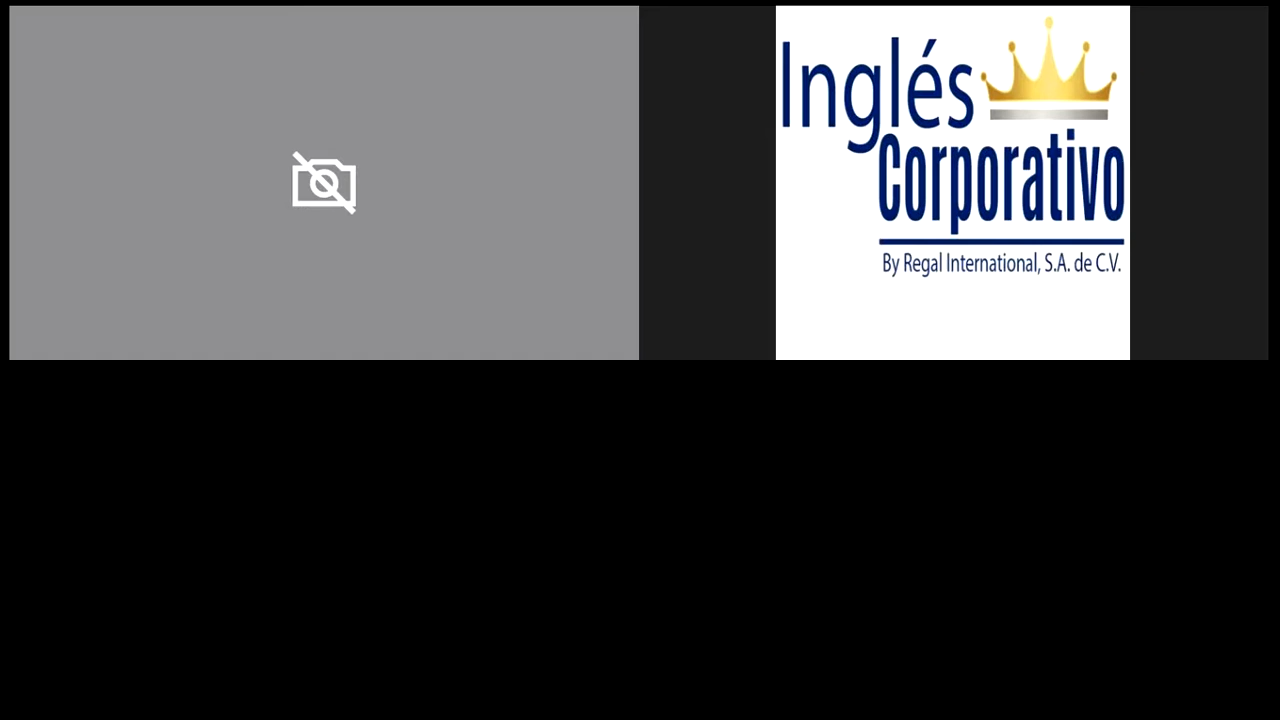 Inglés
Corporativo
By Regal International, S.A. de C.V.